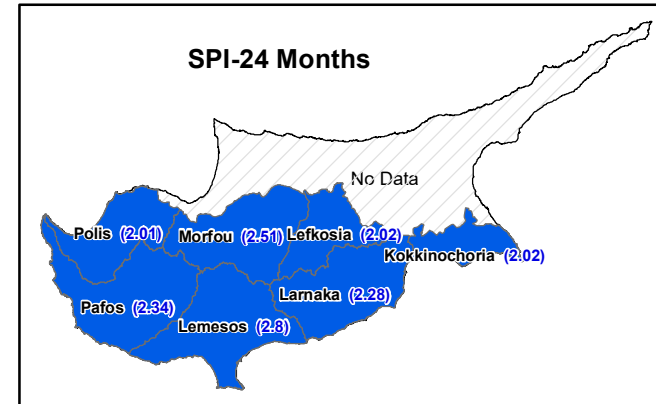 SPI-24 Months
No Data
Polis (2.01)
Morfou (2.51)
Lefkosia (2.02)
Kokkinochoria (2.02)
Larnaka (2.28)
Pafos (2.34)
Lemesos (2.8)